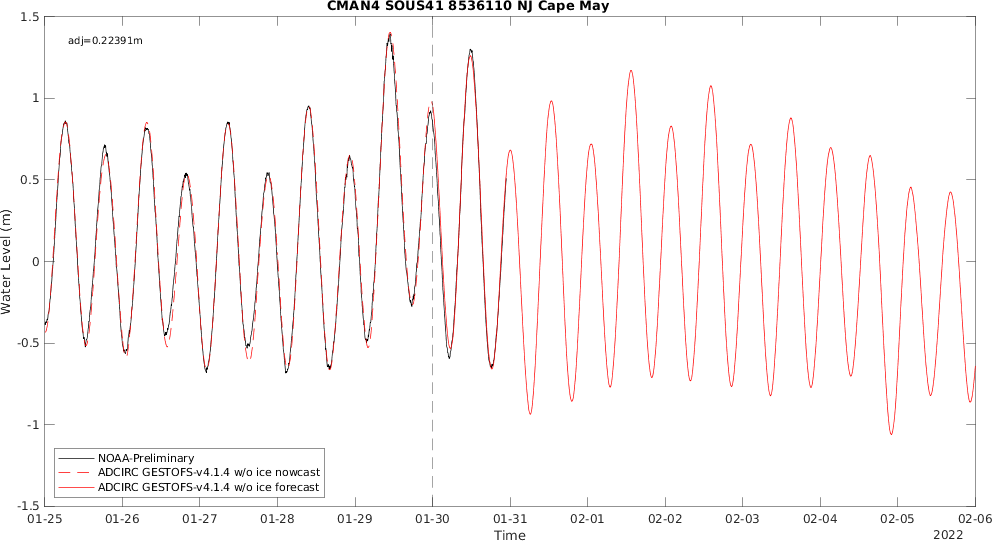 CMAN4 SOUS41 8536110 NJ Cape May
adj=0.22391m
1.5
1
0.5
0
-0.5
-1
-1.5
Water Level (m)
NOAA-Preliminary
ADCIRC GESTOFS-v4.1.4 w/o ice nowcast
ADCIRC GESTOFS-v4.1.4 w/o ice forecast
01-25 01-26 01-27 01-28 01-29 01-30 01-31 02-01 02-02 02-03 02-04 02-05 02-06
Time
2022